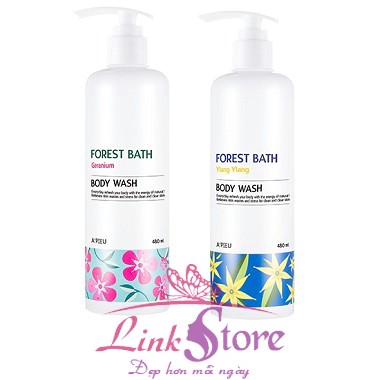 FOREST BATH
Geranium
BODY WASH
A'PIEU
480 ml
FOREST BATH
Ylang Ylang
BODY WASH
A'PIEU
480 ml
Link Store
Đẹp hơn mỗi ngày